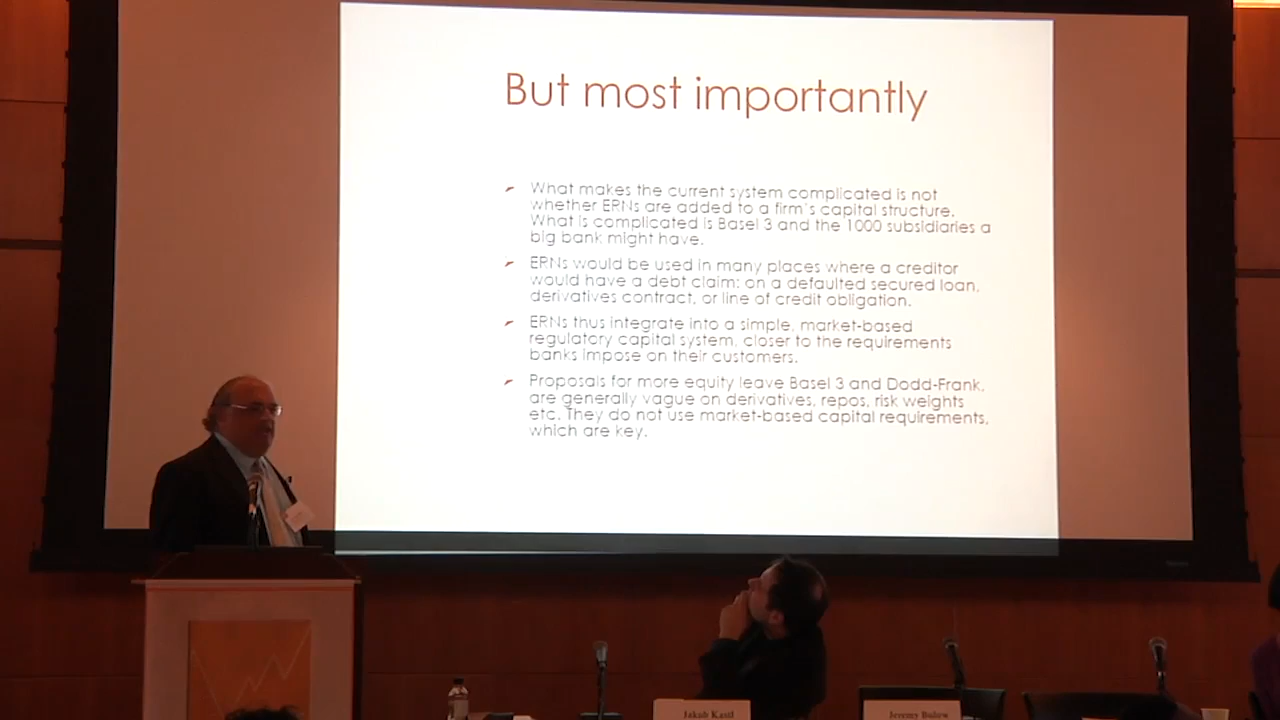 But most importantly
What makes the current system complicated is not
whether ERNs are added to a firm's capital structure.
What is complicated is Basel 3 and the 1000 subsidiaries a
big bank might have.
ERNs would be used in many places where a creditor
would have a debt claim: on a defaulted secured loan,
derivatives contract, or line of credit obligation.
ERNs thus integrate into a simple, market-based
regulatory capital system, closer to the requirements
banks impose on their customers.
Proposals for more equity leave Basel 3 and Dodd-Frank,
are generally vague on derivatives, repos, risk weights
etc. They do not use market-based capital requirements,
which are key.
Jakub Kastl
Jeremy Bulow